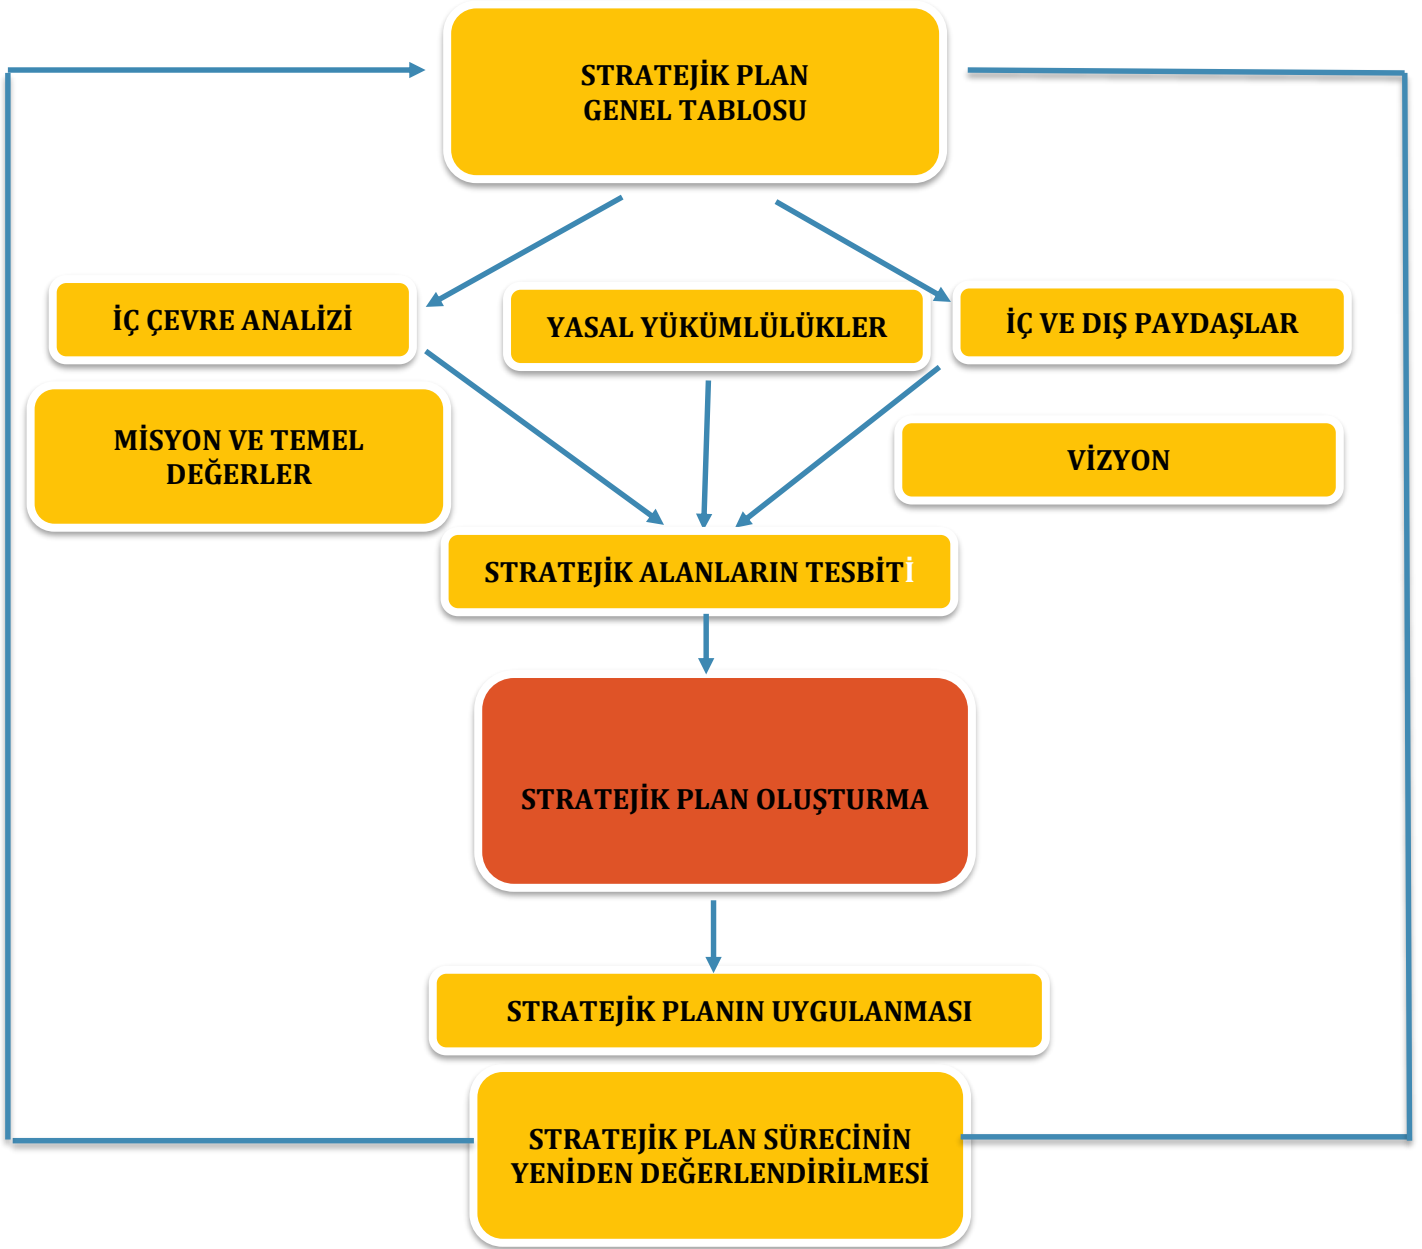 STRATEJİK PLAN
GENEL TABLOSU
İÇ ÇEVRE ANALİZİ
YASAL YÜKÜMLÜLÜKLER
İÇ VE DIŞ PAYDAŞLAR
MİSYON VE TEMEL
DEĞERLER
VİZYON
STRATEJİK ALANLARIN TESBİTİ
STRATEJİK PLAN OLUŞTURMA
STRATEJİK PLANIN UYGULANMASI
STRATEJİK PLAN SÜRECİNİN
YENİDEN DEĞERLENDİRİLMESİ